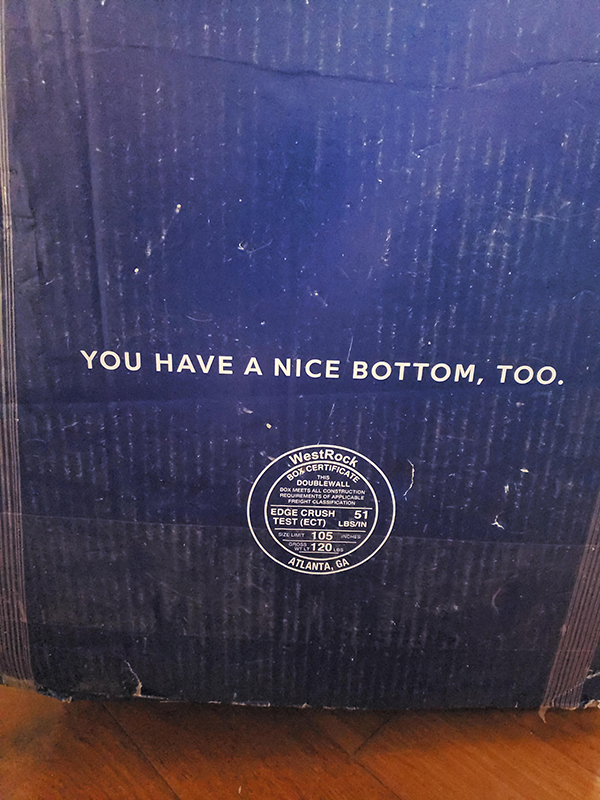 YOU HAVE A NICE BOTTOM, TOO.
WestRock
BOX CERTIFICATE
THIS
DOUBLEWALL
BOX MEETS ALL CONSTRUCTION
REQUIREMENTS OF APPLICABLE
FREIGHT CLASSIFICATION
EDGE CRUSH 51
TEST (ECT) LBS/IN
SIZE LIMIT 105 INCHES
GROSS WT LT 120 LBS
ATLANTA, GA